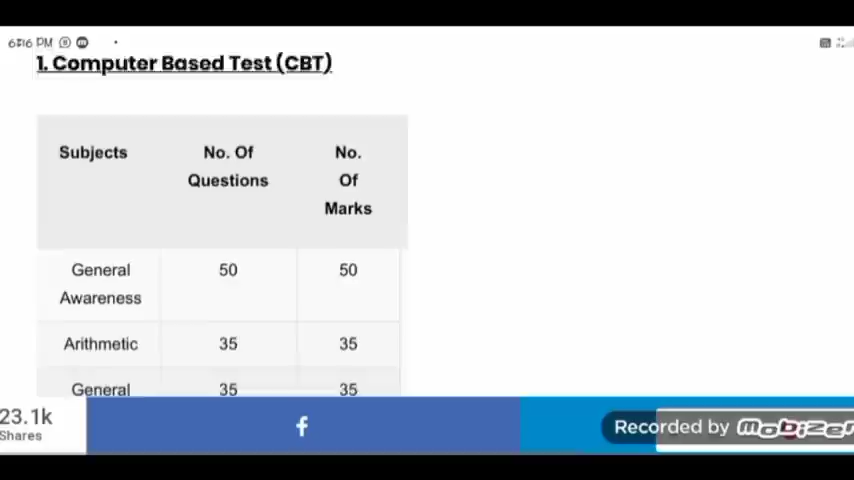 6:16 PM
1. Computer Based Test (CBT)
Subjects
No. Of
Questions
No.
Of
Marks
General
Awareness
50
50
Arithmetic
35
35
General
35
35
23.1k
Shares
f
Recorded by mobizen